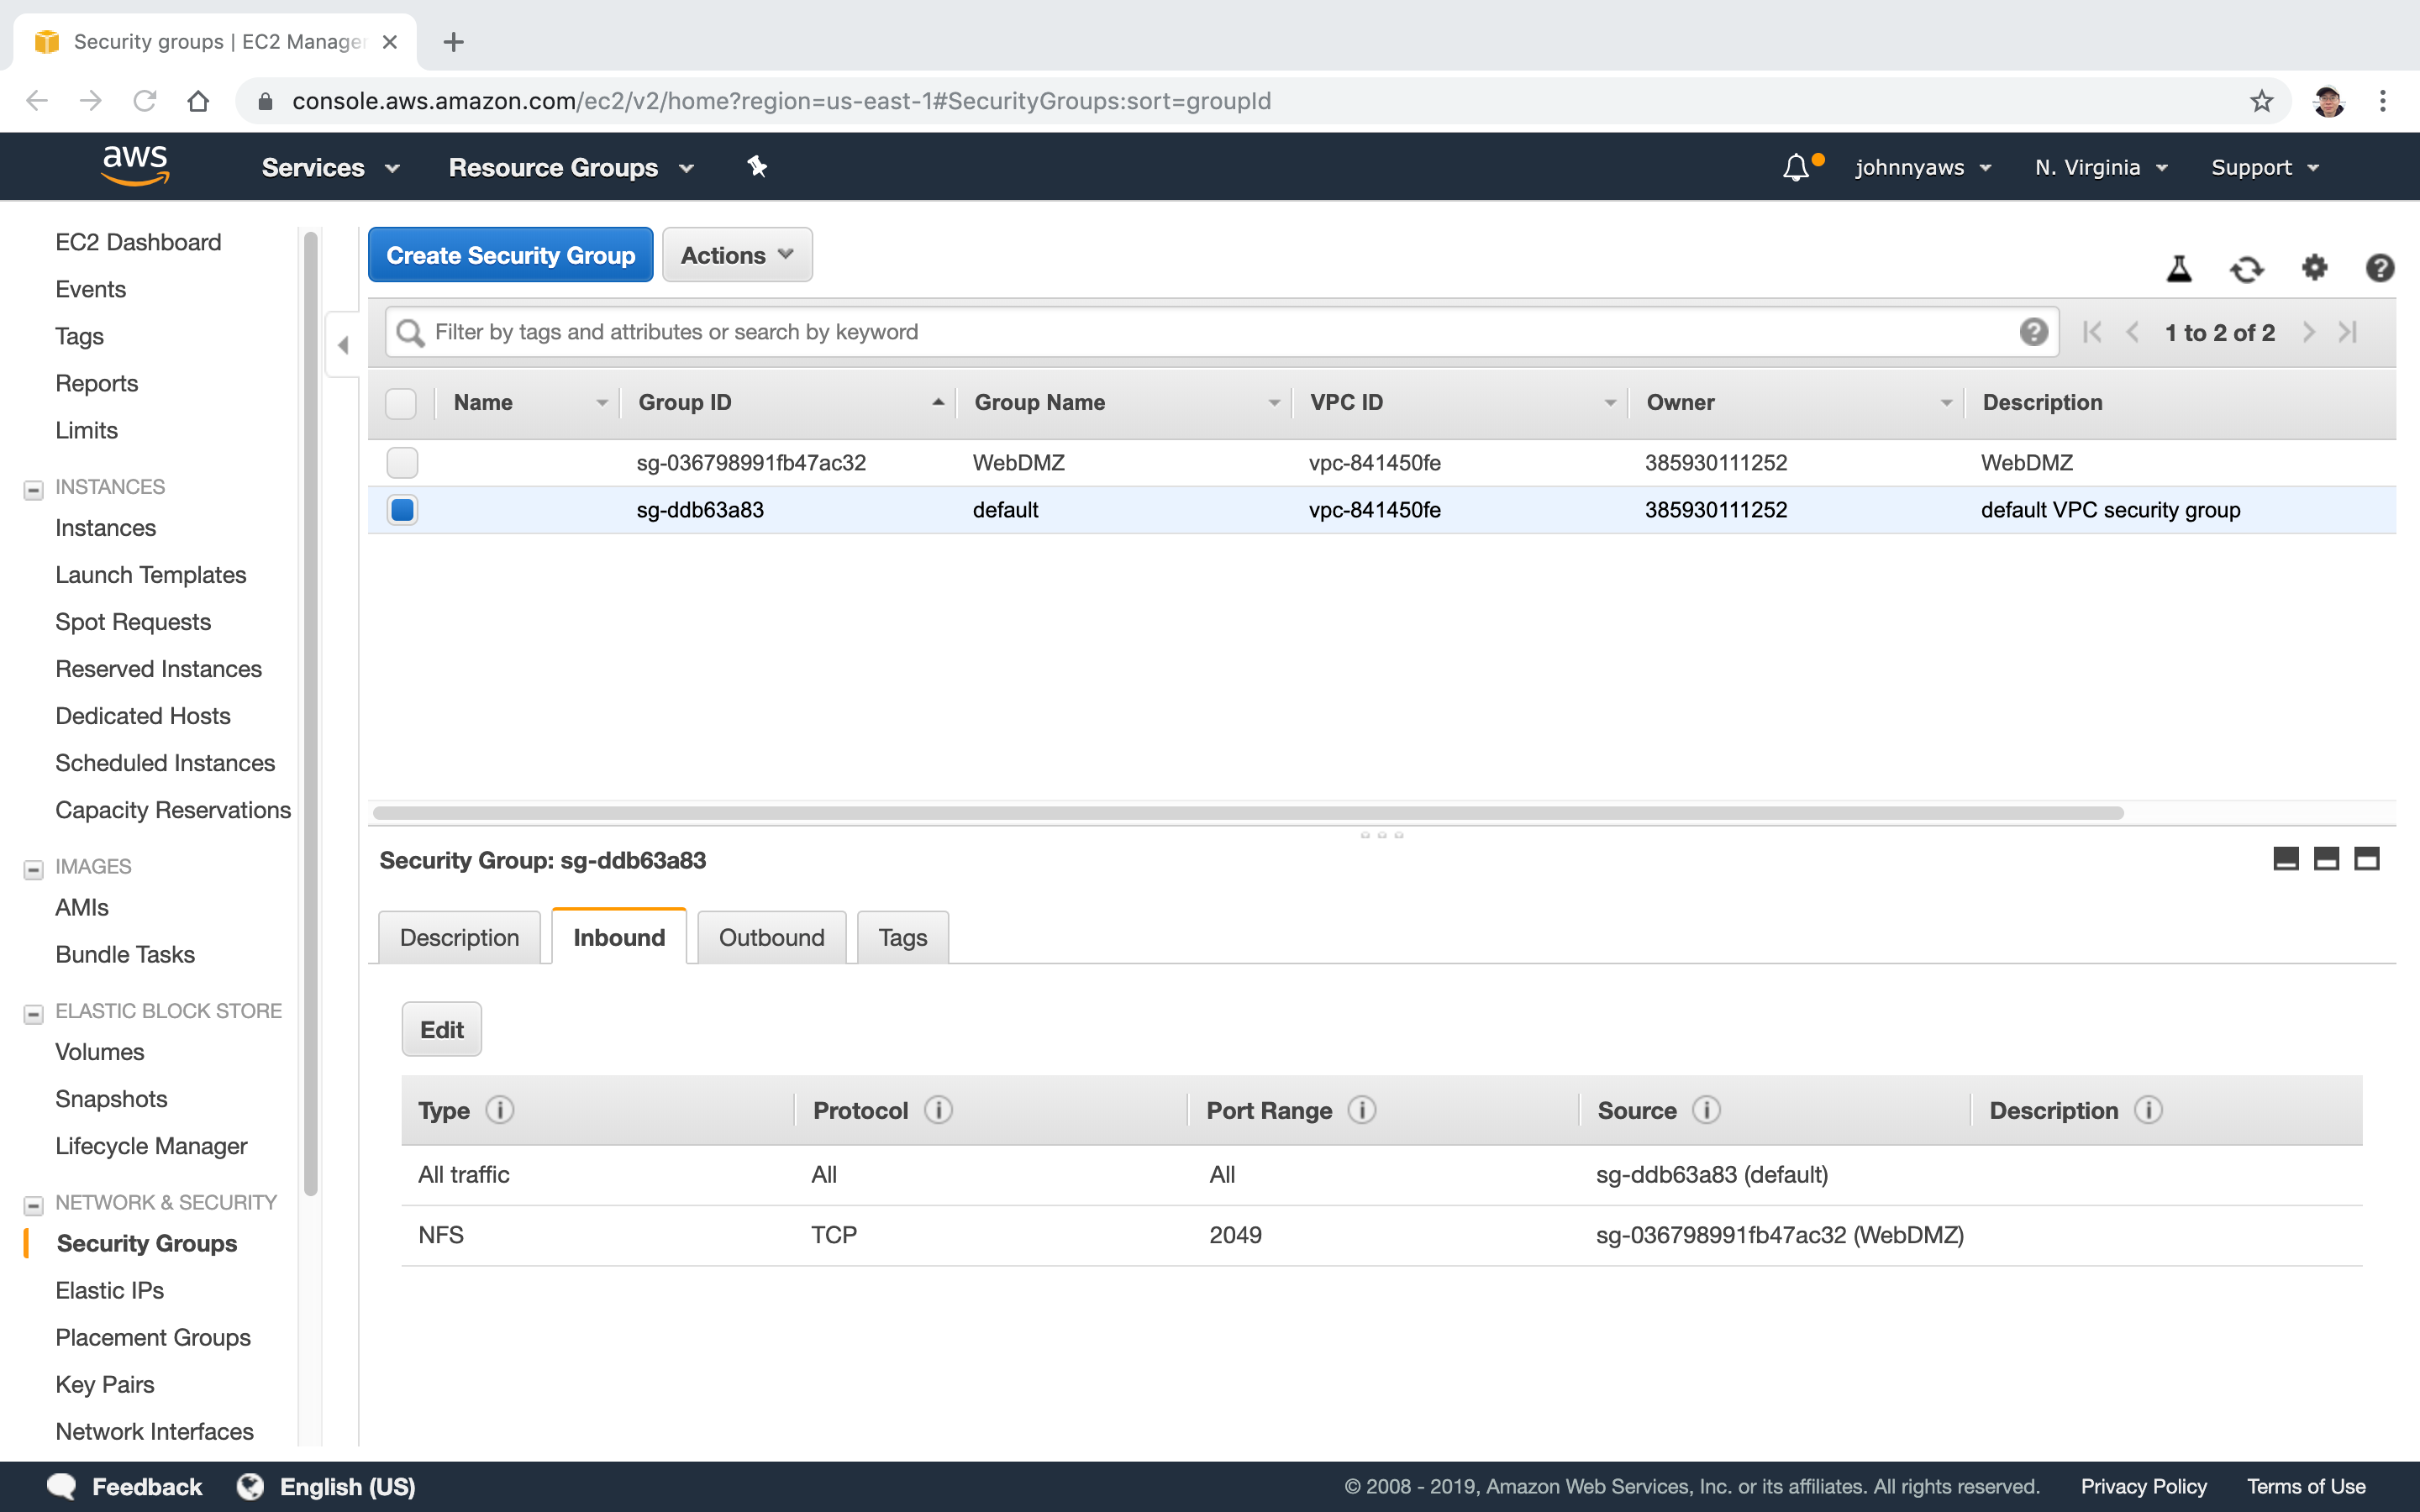 Security groups | EC2 Manager
console.aws.amazon.com/ec2/v2/home?region=us-east-1#SecurityGroups:sort=groupId
aws Services Resource Groups johnnyaws N. Virginia Support
EC2 Dashboard
Events
Tags
Reports
Limits
INSTANCES
Instances
Launch Templates
Spot Requests
Reserved Instances
Dedicated Hosts
Scheduled Instances
Capacity Reservations
IMAGES
AMIs
Bundle Tasks
ELASTIC BLOCK STORE
Volumes
Snapshots
Lifecycle Manager
NETWORK & SECURITY
Security Groups
Elastic IPs
Placement Groups
Key Pairs
Network Interfaces
Create Security Group Actions
Filter by tags and attributes or search by keyword 1 to 2 of 2
Name Group ID Group Name VPC ID Owner Description
sg-036798991fb47ac32 WebDMZ vpc-841450fe 385930111252 WebDMZ
sg-ddb63a83 default vpc-841450fe 385930111252 default VPC security group
Security Group: sg-ddb63a83
Description Inbound Outbound Tags
Edit
Type Protocol Port Range Source Description
All traffic All All sg-ddb63a83 (default)
NFS TCP 2049 sg-036798991fb47ac32 (WebDMZ)
Feedback English (US) © 2008 - 2019, Amazon Web Services, Inc. or its affiliates. All rights reserved. Privacy Policy Terms of Use